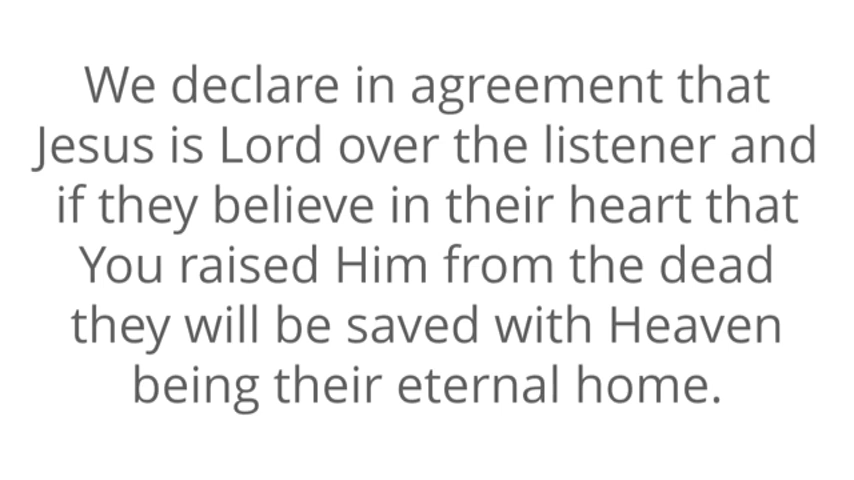 We declare in agreement that
Jesus is Lord over the listener and
if they believe in their heart that
You raised Him from the dead
they will be saved with Heaven
being their eternal home.